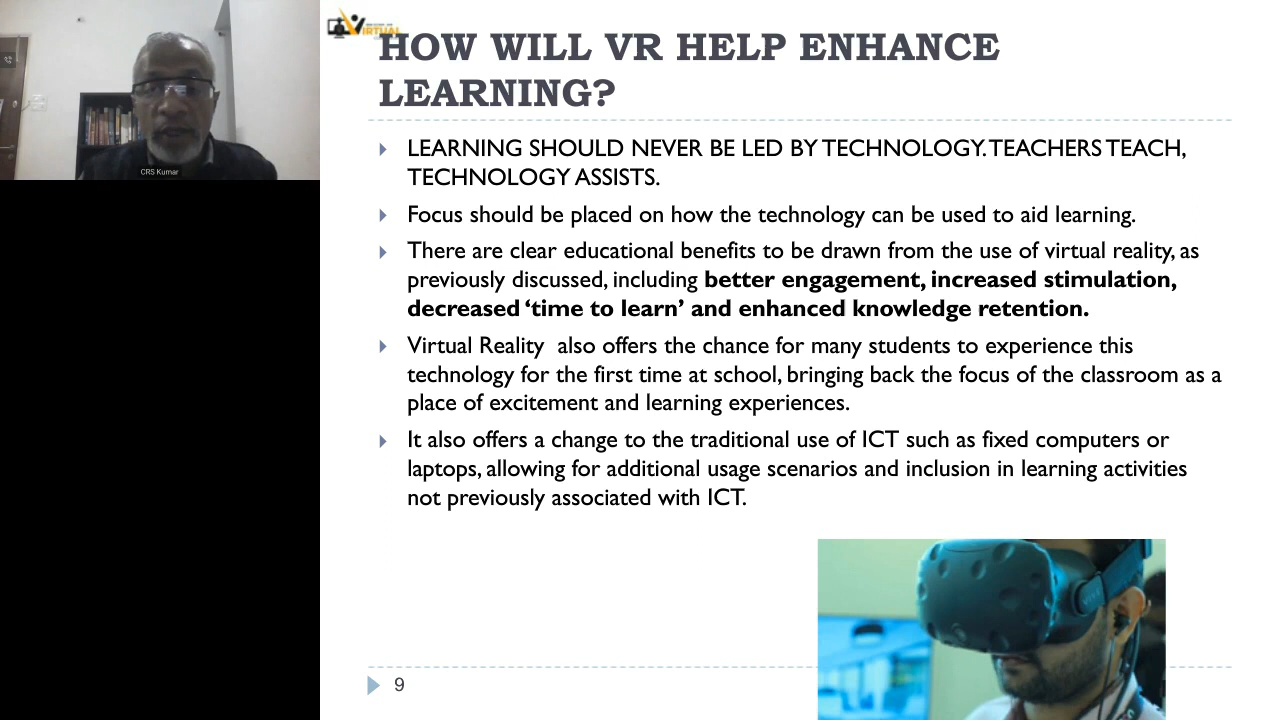 VIRTUAL
HOW WILL VR HELP ENHANCE
LEARNING?
LEARNING SHOULD NEVER BE LED BY TECHNOLOGY. TEACHERS TEACH,
TECHNOLOGY ASSISTS.
Focus should be placed on how the technology can be used to aid learning.
There are clear educational benefits to be drawn from the use of virtual reality, as
previously discussed, including better engagement, increased stimulation,
decreased ‘time to learn’ and enhanced knowledge retention.
Virtual Reality  also offers the chance for many students to experience this
technology for the first time at school, bringing back the focus of the classroom as a
place of excitement and learning experiences.
It also offers a change to the traditional use of ICT such as fixed computers or
laptops, allowing for additional usage scenarios and inclusion in learning activities
not previously associated with ICT.
9
CRS Kumar